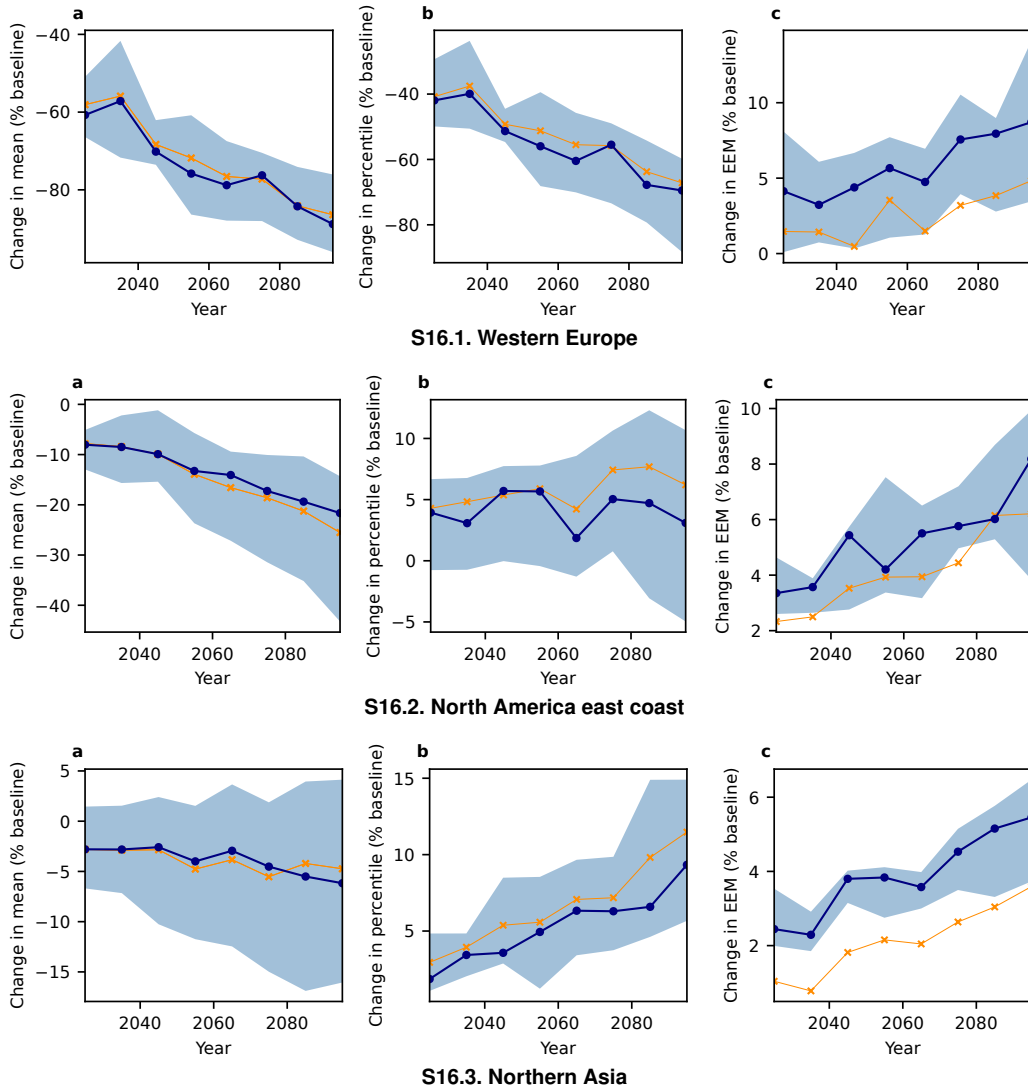 a b c
Change in mean (% baseline)
−40
−60
−80
2040 2060 2080
Year
Change in percentile (% baseline)
−40
−60
−80
2040 2060 2080
Year
Change in EEM (% baseline)
10
5
0
2040 2060 2080
Year
S16.1. Western Europe
a b c
Change in mean (% baseline)
0
−10
−20
−30
−40
2040 2060 2080
Year
Change in percentile (% baseline)
10
5
0
−5
2040 2060 2080
Year
Change in EEM (% baseline)
10
8
6
4
2
2040 2060 2080
Year
S16.2. North America east coast
a b c
Change in mean (% baseline)
5
0
−5
−10
−15
2040 2060 2080
Year
Change in percentile (% baseline)
15
10
5
2040 2060 2080
Year
Change in EEM (% baseline)
6
4
2
2040 2060 2080
Year
S16.3. Northern Asia